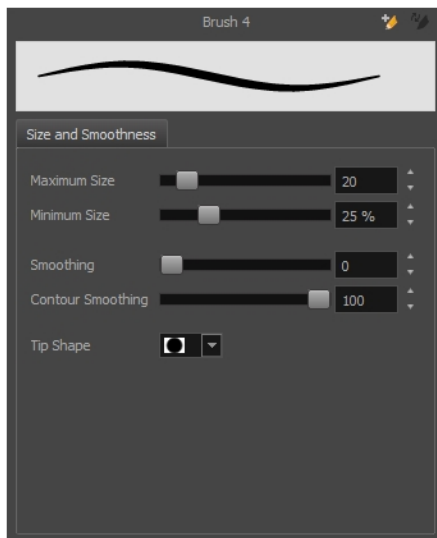 Brush 4
Size and Smoothness
Maximum Size 20
Minimum Size 25 %
Smoothing 0
Contour Smoothing 100
Tip Shape